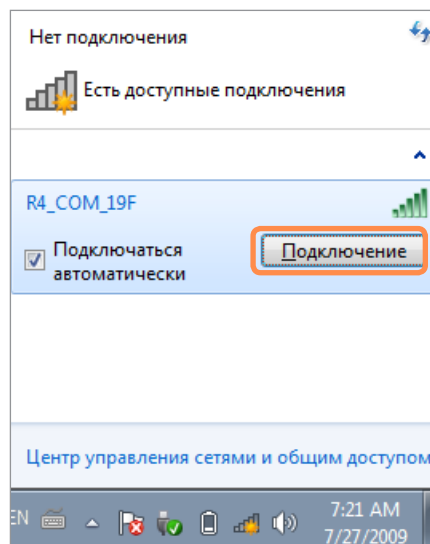 Нет подключения
Есть доступные подключения
R4_COM_19F
Подключаться
автоматически
Подключение
Центр управления сетями и общим доступом
EN
7:21 AM
7/27/2009